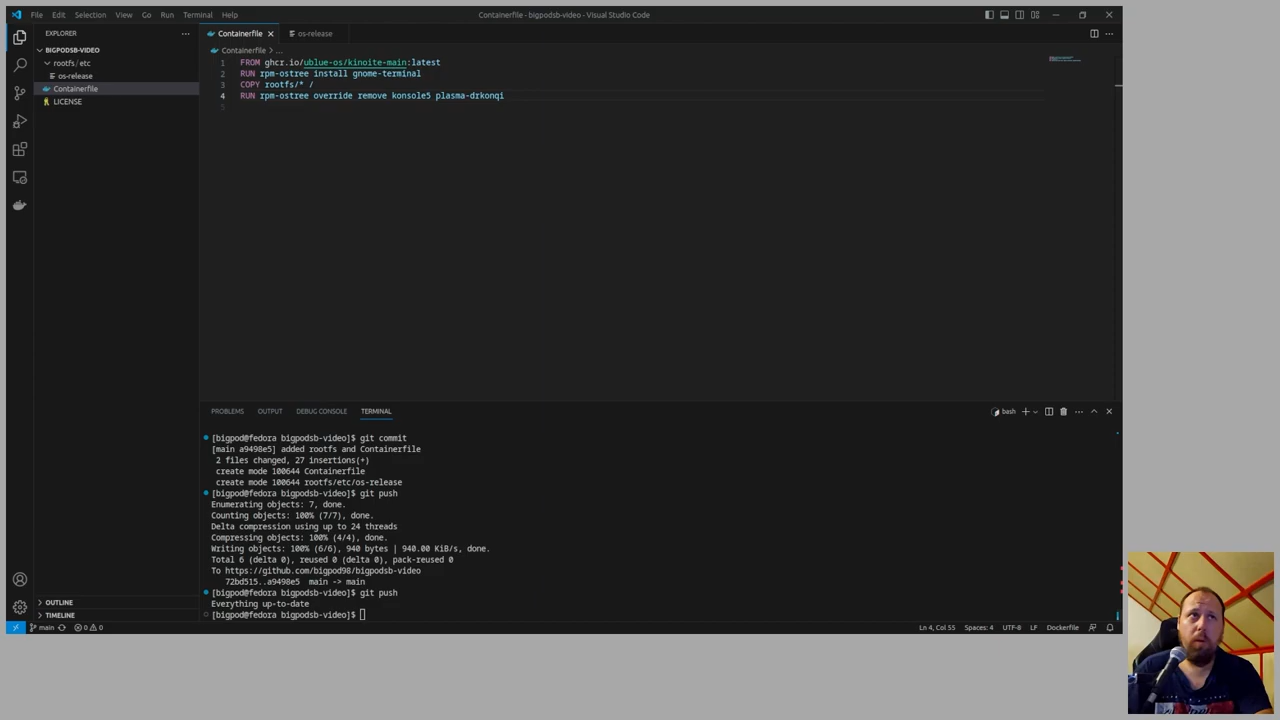 File Edit Selection View Go Run Terminal Help
Containerfile - bigpodsb-video - Visual Studio Code
EXPLORER
BIGPODSB-VIDEO
rootfs / etc
os-release
Containerfile
LICENSE
OUTLINE
TIMELINE
Containerfile
os-release
Containerfile > ...
1 FROM ghcr.io/ublue-os/kinoite-main:latest
2 RUN rpm-ostree install gnome-terminal
3 COPY rootfs/* /
4 RUN rpm-ostree override remove konsole5 plasma-drkonqi
5
PROBLEMS OUTPUT DEBUG CONSOLE TERMINAL
bash
[bigpod@fedora bigpodsb-video]$ git commit
[main a9498e5] added rootfs and Containerfile
2 files changed, 27 insertions(+)
create mode 100644 Containerfile
create mode 100644 rootfs/etc/os-release
[bigpod@fedora bigpodsb-video]$ git push
Enumerating objects: 7, done.
Counting objects: 100% (7/7), done.
Delta compression using up to 24 threads
Compressing objects: 100% (4/4), done.
Writing objects: 100% (6/6), 940 bytes | 940.00 KiB/s, done.
Total 6 (delta 0), reused 0 (delta 0), pack-reused 0
To https://github.com/bigpod98/bigpodsb-video
72bd515..a9498e5 main -> main
[bigpod@fedora bigpodsb-video]$ git push
Everything up-to-date
[bigpod@fedora bigpodsb-video]$
main 0 0
Ln 4, Col 55 Spaces: 4 UTF-8 LF Dockerfile